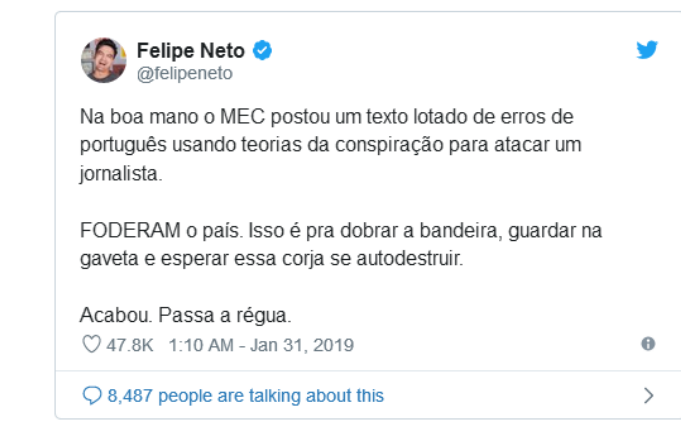 Felipe Neto
@felipeneto
Na boa mano o MEC postou um texto lotado de erros de
português usando teorias da conspiração para atacar um
jornalista.
FODERAM o país. Isso é pra dobrar a bandeira, guardar na
gaveta e esperar essa corja se autodestruir.
Acabou. Passa a régua.
47.8K 1:10 AM - Jan 31, 2019
8,487 people are talking about this